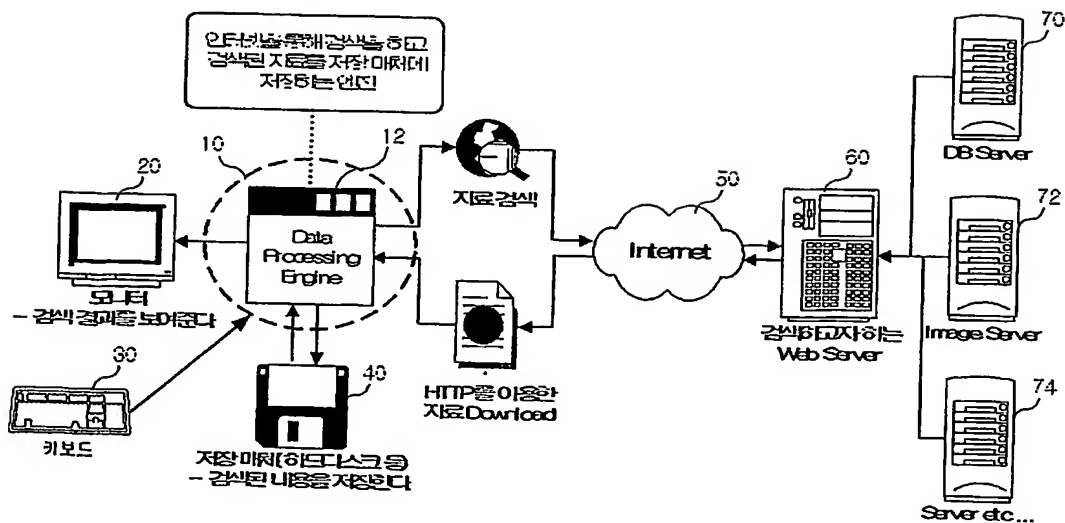 인터넷을 통해 검색을 하고
검색된 자료를 저장 매체에
저장하는 엔진
10
12
20
Data
Processing
Engine
모니터
- 검색 결과를 보여준다
30
키보드
40
저장 매체(하드디스크 등)
- 검색된 내용을 저장한다
자료 검색
HTTP를 이용한
자료 Download
50
Internet
60
검색하고자 하는
Web Server
70
DB Server
72
Image Server
74
Server etc ...